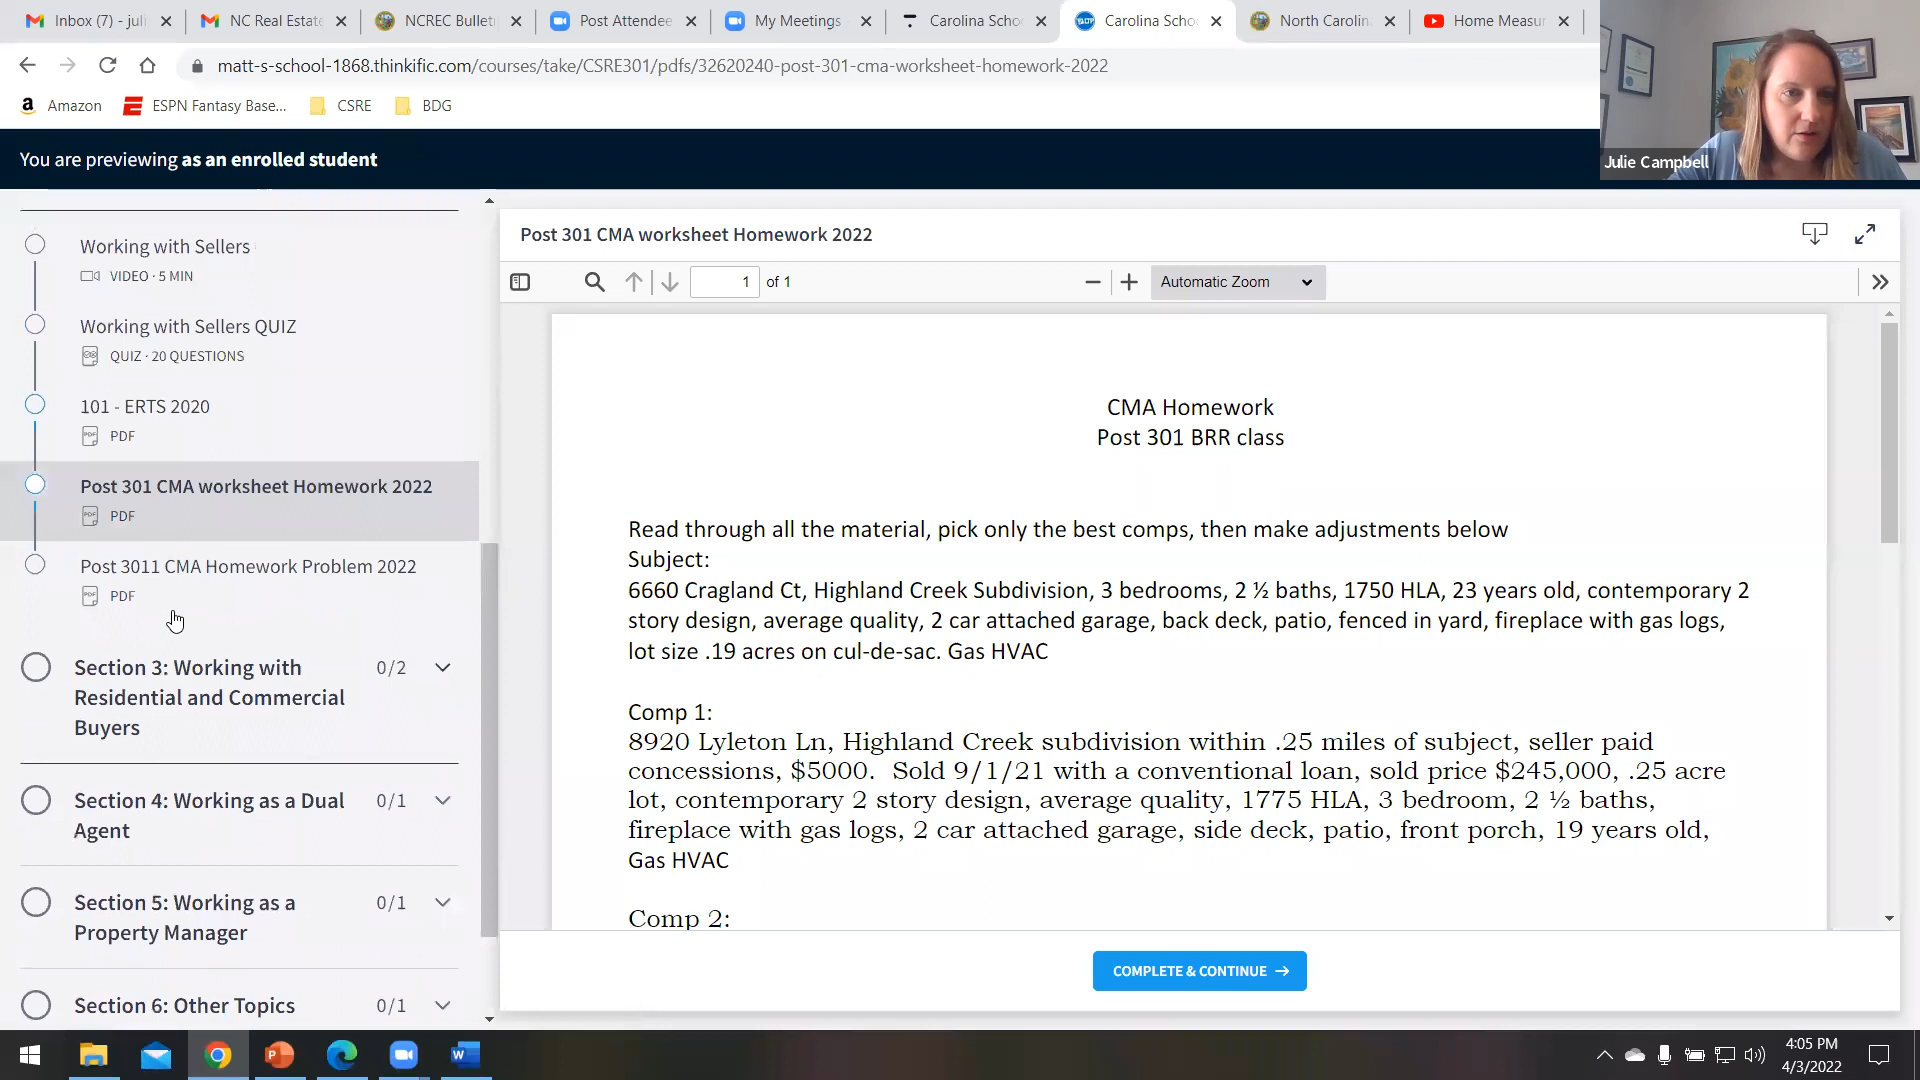 Inbox (7) - juli
NC Real Estate
NCREC Bulleti
Post Attendee
My Meetings
Carolina Schoo
Carolina Schoo
North Carolin
Home Measur
matt-s-school-1868.thinkific.com/courses/take/CSRE301/pdfs/32620240-post-301-cma-worksheet-homework-2022
Amazon
ESPN Fantasy Base...
CSRE
BDG
You are previewing as an enrolled student
Julie Campbell
Working with Sellers
VIDEO · 5 MIN
Working with Sellers QUIZ
QUIZ · 20 QUESTIONS
101 - ERTS 2020
PDF
Post 301 CMA worksheet Homework 2022
PDF
Post 3011 CMA Homework Problem 2022
PDF
Section 3: Working with
Residential and Commercial
Buyers
0/2
Section 4: Working as a Dual
Agent
0/1
Section 5: Working as a
Property Manager
0/1
Section 6: Other Topics
0/1
Post 301 CMA worksheet Homework 2022
1 of 1
Automatic Zoom
CMA Homework
Post 301 BRR class
Read through all the material, pick only the best comps, then make adjustments below
Subject:
6660 Cragland Ct, Highland Creek Subdivision, 3 bedrooms, 2 ½ baths, 1750 HLA, 23 years old, contemporary 2
story design, average quality, 2 car attached garage, back deck, patio, fenced in yard, fireplace with gas logs,
lot size .19 acres on cul-de-sac. Gas HVAC
Comp 1:
8920 Lyleton Ln, Highland Creek subdivision within .25 miles of subject, seller paid
concessions, $5000. Sold 9/1/21 with a conventional loan, sold price $245,000, .25 acre
lot, contemporary 2 story design, average quality, 1775 HLA, 3 bedroom, 2 ½ baths,
fireplace with gas logs, 2 car attached garage, side deck, patio, front porch, 19 years old,
Gas HVAC
Comp 2:
COMPLETE & CONTINUE →
4:05 PM
4/3/2022